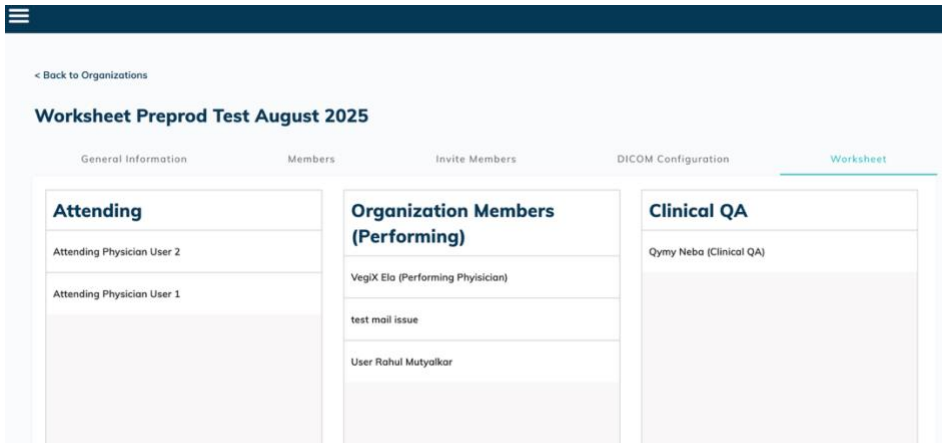 < Back to Organizations
Worksheet Preprod Test August 2025
General Information
Members
Invite Members
DICOM Configuration
Worksheet
Attending
Attending Physician User 2
Attending Physician User 1
Organization Members
(Performing)
VegiX Ela (Performing Phyisician)
test mail issue
User Rahul Mutyalkar
Clinical QA
Qymy Neba (Clinical QA)